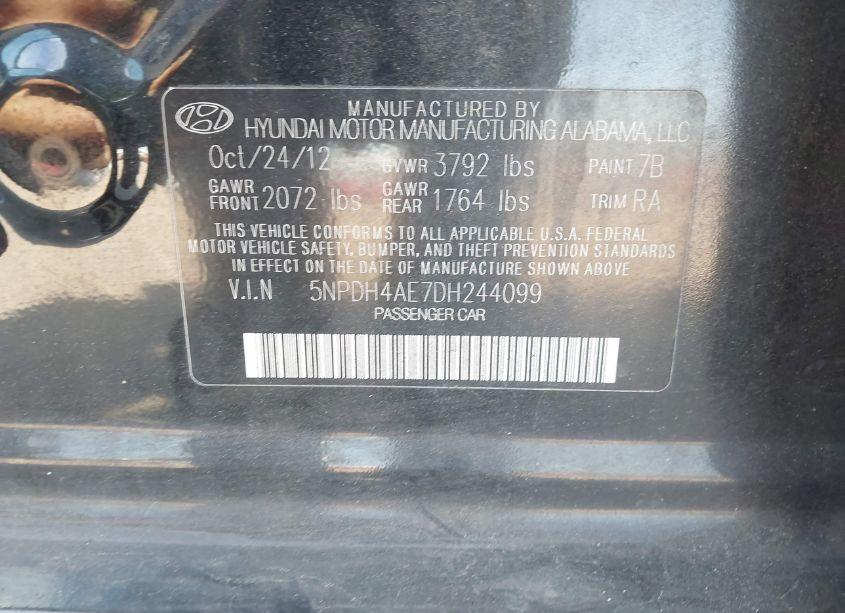 MANUFACTURED BY
HYUNDAI MOTOR MANUFACTURING ALABAMA, LLC
Oct/24/12 GVWR 3792 lbs PAINT 7B
GAWR FRONT 2072 lbs GAWR REAR 1764 lbs TRIM RA
THIS VEHICLE CONFORMS TO ALL APPLICABLE U.S.A. FEDERAL
MOTOR VEHICLE SAFETY, BUMPER, AND THEFT PREVENTION STANDARDS
IN EFFECT ON THE DATE OF MANUFACTURE SHOWN ABOVE
V.I.N 5NPDH4AE7DH244099
PASSENGER CAR